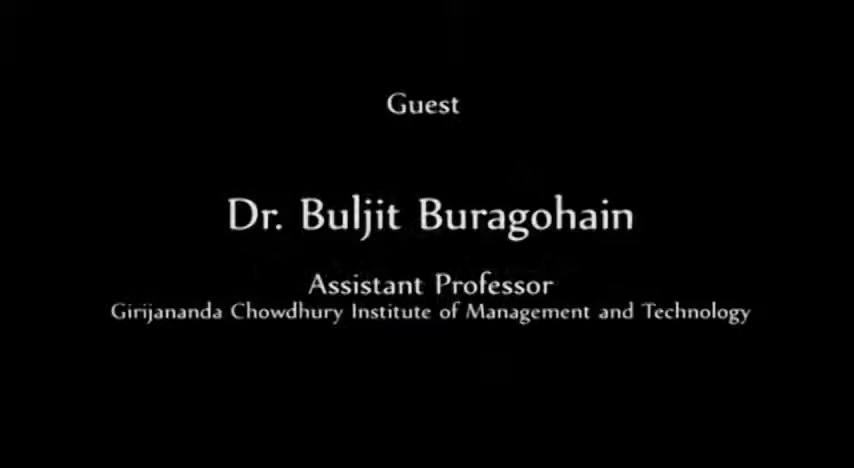 Guest
Dr. Buljit Buragohain
Assistant Professor
Girijananda Chowdhury Institute of Management and Technology